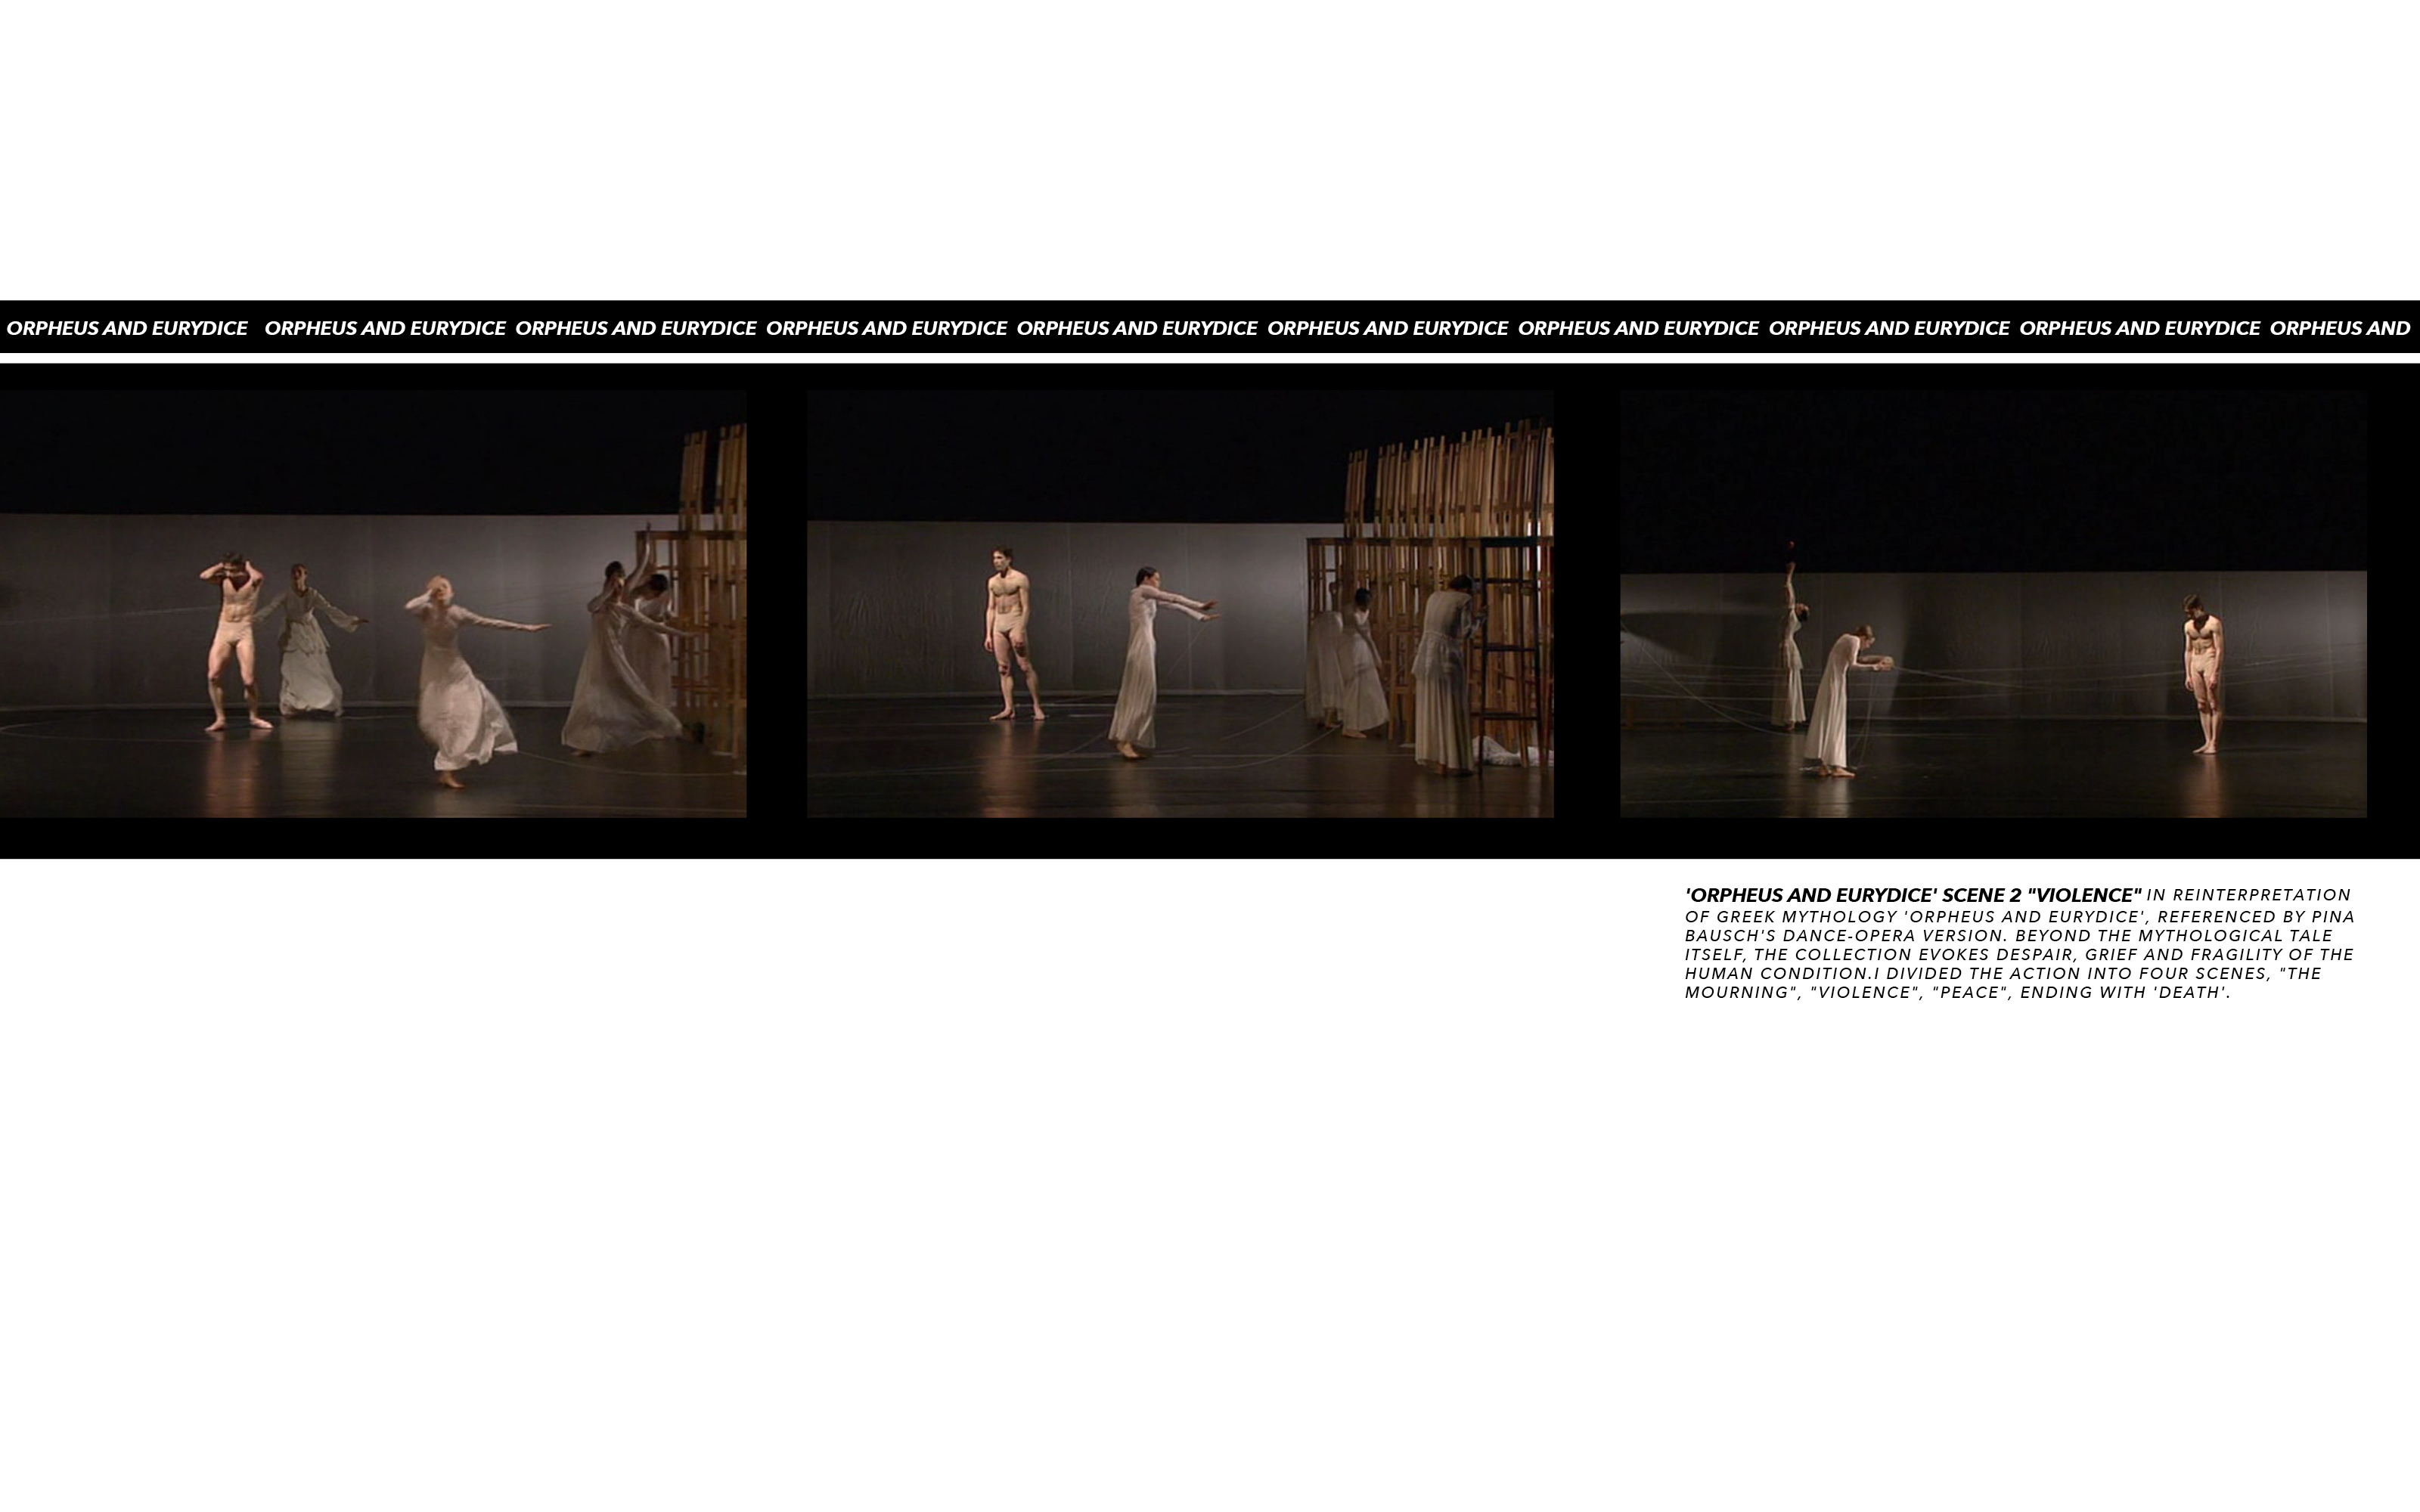 ORPHEUS AND EURYDICE ORPHEUS AND EURYDICE ORPHEUS AND EURYDICE ORPHEUS AND EURYDICE ORPHEUS AND EURYDICE ORPHEUS AND EURYDICE ORPHEUS AND EURYDICE ORPHEUS AND EURYDICE ORPHEUS AND EURYDICE ORPHEUS AND
'ORPHEUS AND EURYDICE' SCENE 2 "VIOLENCE" IN REINTERPRETATION
OF GREEK MYTHOLOGY 'ORPHEUS AND EURYDICE', REFERENCED BY PINA
BAUSCH'S DANCE-OPERA VERSION. BEYOND THE MYTHOLOGICAL TALE
ITSELF, THE COLLECTION EVOKES DESPAIR, GRIEF AND FRAGILITY OF THE
HUMAN CONDITION.I DIVIDED THE ACTION INTO FOUR SCENES, "THE
MOURNING", "VIOLENCE", "PEACE", ENDING WITH 'DEATH'.